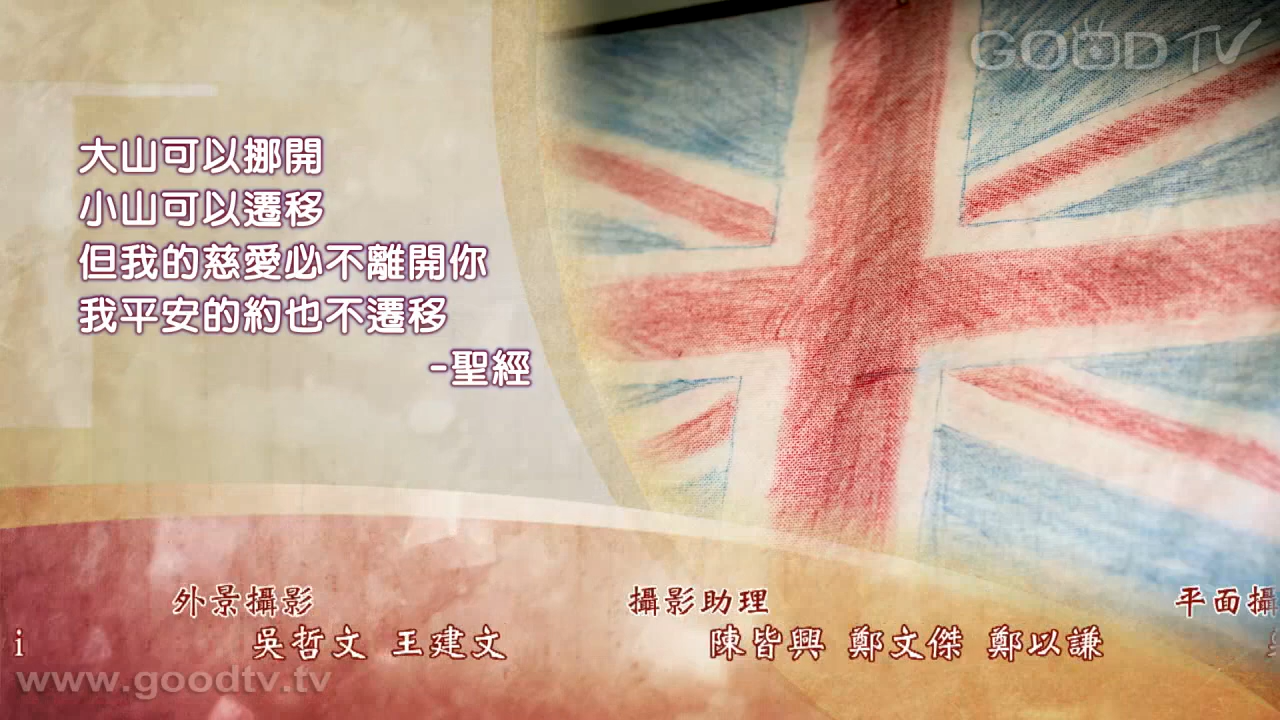 GOOD TV
大山可以挪開
小山可以遷移
但我的慈愛必不離開你
我平安的約也不遷移
-聖經
外景攝影 攝影助理 平面攝
i 吳哲文 王建文 陳皆興 鄭文傑 鄭以謙
www.goodtv.tv